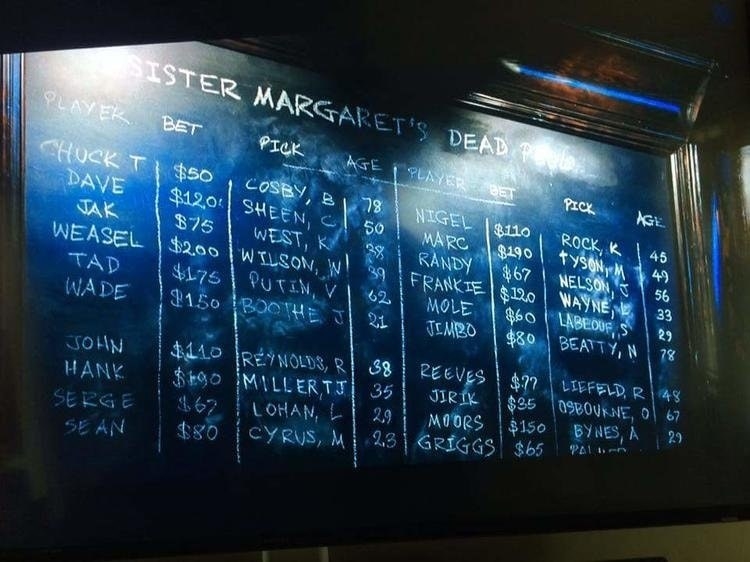 SISTER MARGARET'S DEAD POOL
PLAYER BET PICK AGE PLAYER BET PICK AGE
CHUCK T $50 COSBY, B 78 NIGEL $110 ROCK, K 45
DAVE $120 SHEEN, C 50 MARC $190 TYSON, M 49
JAK $75 WEST, K 38 RANDY $67 NELSON, J 56
WEASEL $200 WILSON, W 39 FRANKIE $120 WAYNE, L 33
TAD $175 PUTIN, V 62 MOLE $60 LABEOUF, S 29
WADE $150 BOOTHE J 21 JIMBO $80 BEATTY, N 78
JOHN $110 REYNOLDS, R 38 REEVES $77 LIEFELD, R 48
HANK $190 MILLER TJ 35 JIRIK $35 OSBOURNE, O 67
SERGE $67 LOHAN, L 29 MOORS $150 BYNES, A 29
SEAN $80 CYRUS, M 23 GRIGGS $65